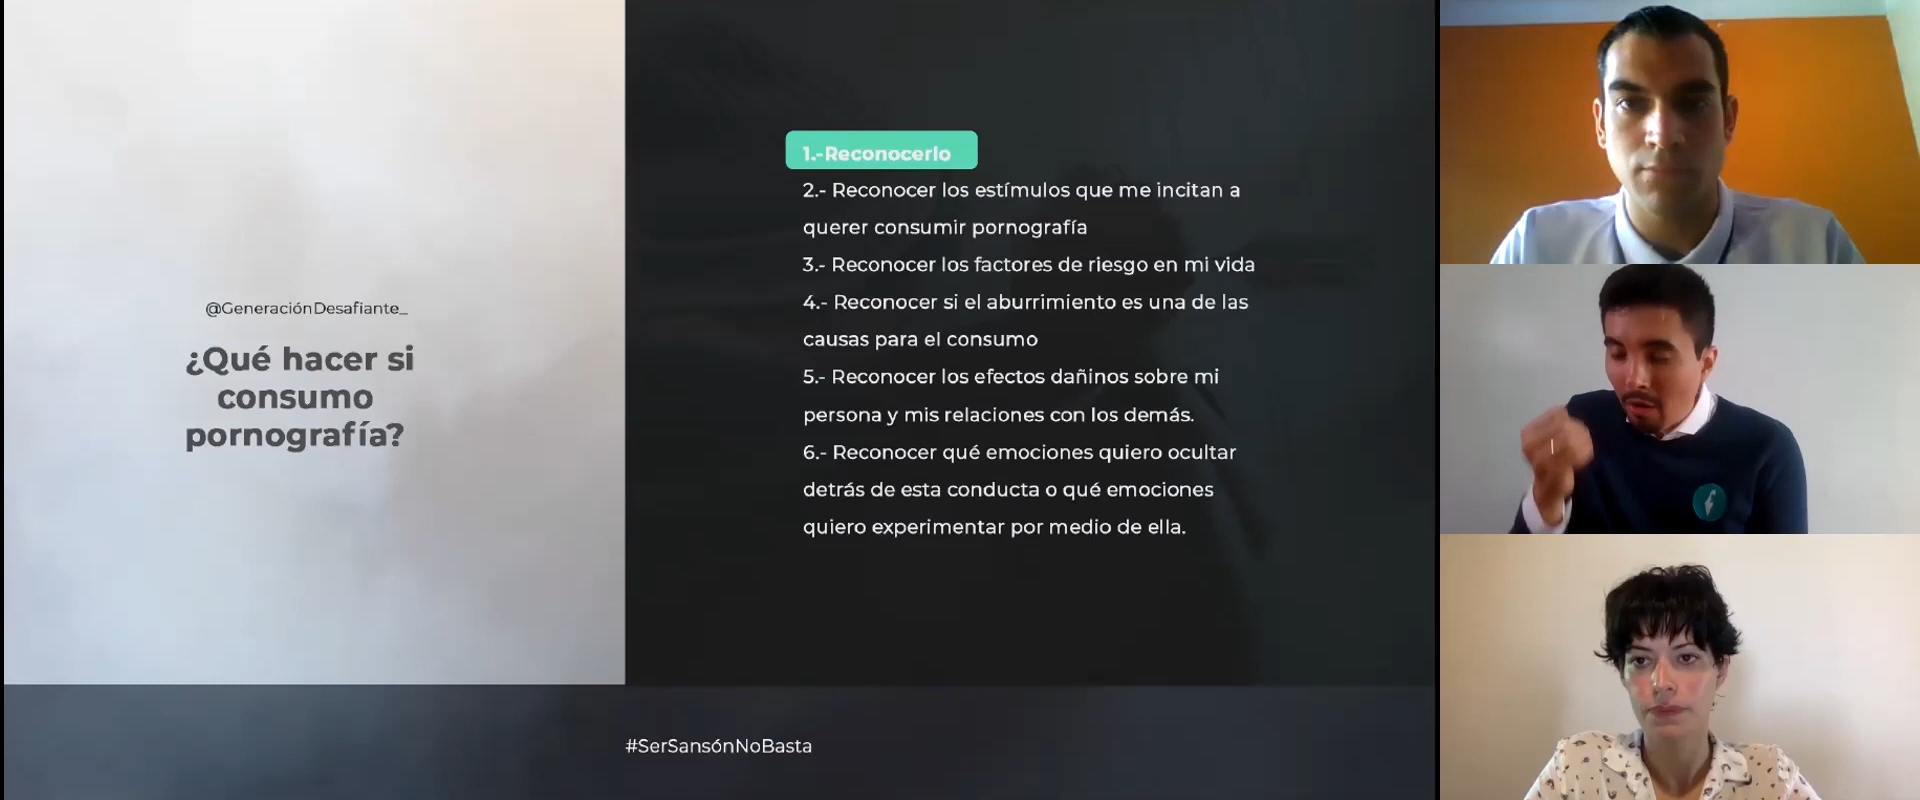 @GeneraciónDesafiante_
¿Qué hacer si
consumo
pornografía?
1.-Reconocerlo
2.- Reconocer los estímulos que me incitan a
querer consumir pornografía
3.- Reconocer los factores de riesgo en mi vida
4.- Reconocer si el aburrimiento es una de las
causas para el consumo
5.- Reconocer los efectos dañinos sobre mi
persona y mis relaciones con los demás.
6.- Reconocer qué emociones quiero ocultar
detrás de esta conducta o qué emociones
quiero experimentar por medio de ella.
#SerSansónNoBasta